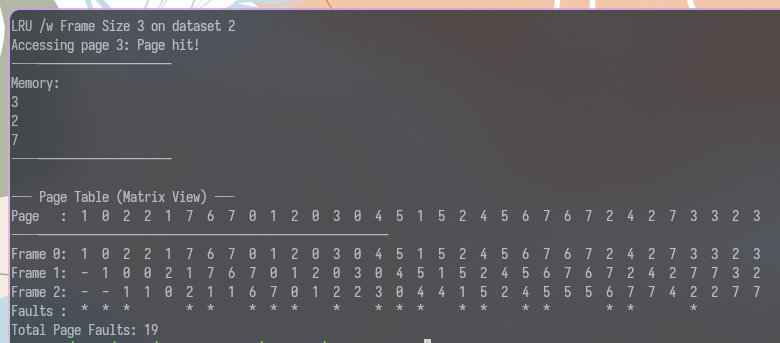 LRU /w Frame Size 3 on dataset 2
Accessing page 3: Page hit!
Memory:
3
2
7
── Page Table (Matrix View) ──
Page   :  1  0  2  2  1  7  6  7  0  1  2  0  3  0  4  5  1  5  2  4  5  6  7  6  7  2  4  2  7  3  3  2  3
Frame 0:  1  0  2  2  1  7  6  7  0  1  2  0  3  0  4  5  1  5  2  4  5  6  7  6  7  2  4  2  7  3  3  2  3
Frame 1:  -  1  0  0  2  1  7  6  7  0  1  2  0  3  0  4  5  1  5  2  4  5  6  7  6  7  2  4  2  7  7  3  2
Frame 2:  -  -  1  1  0  2  1  1  6  7  0  1  2  2  3  0  4  4  1  5  2  4  5  5  5  6  7  7  4  2  2  7  7
Faults :  *  *  *        *  *     *  *  *     *     *  *  *     *  *     *  *        *  *        *
Total Page Faults: 19